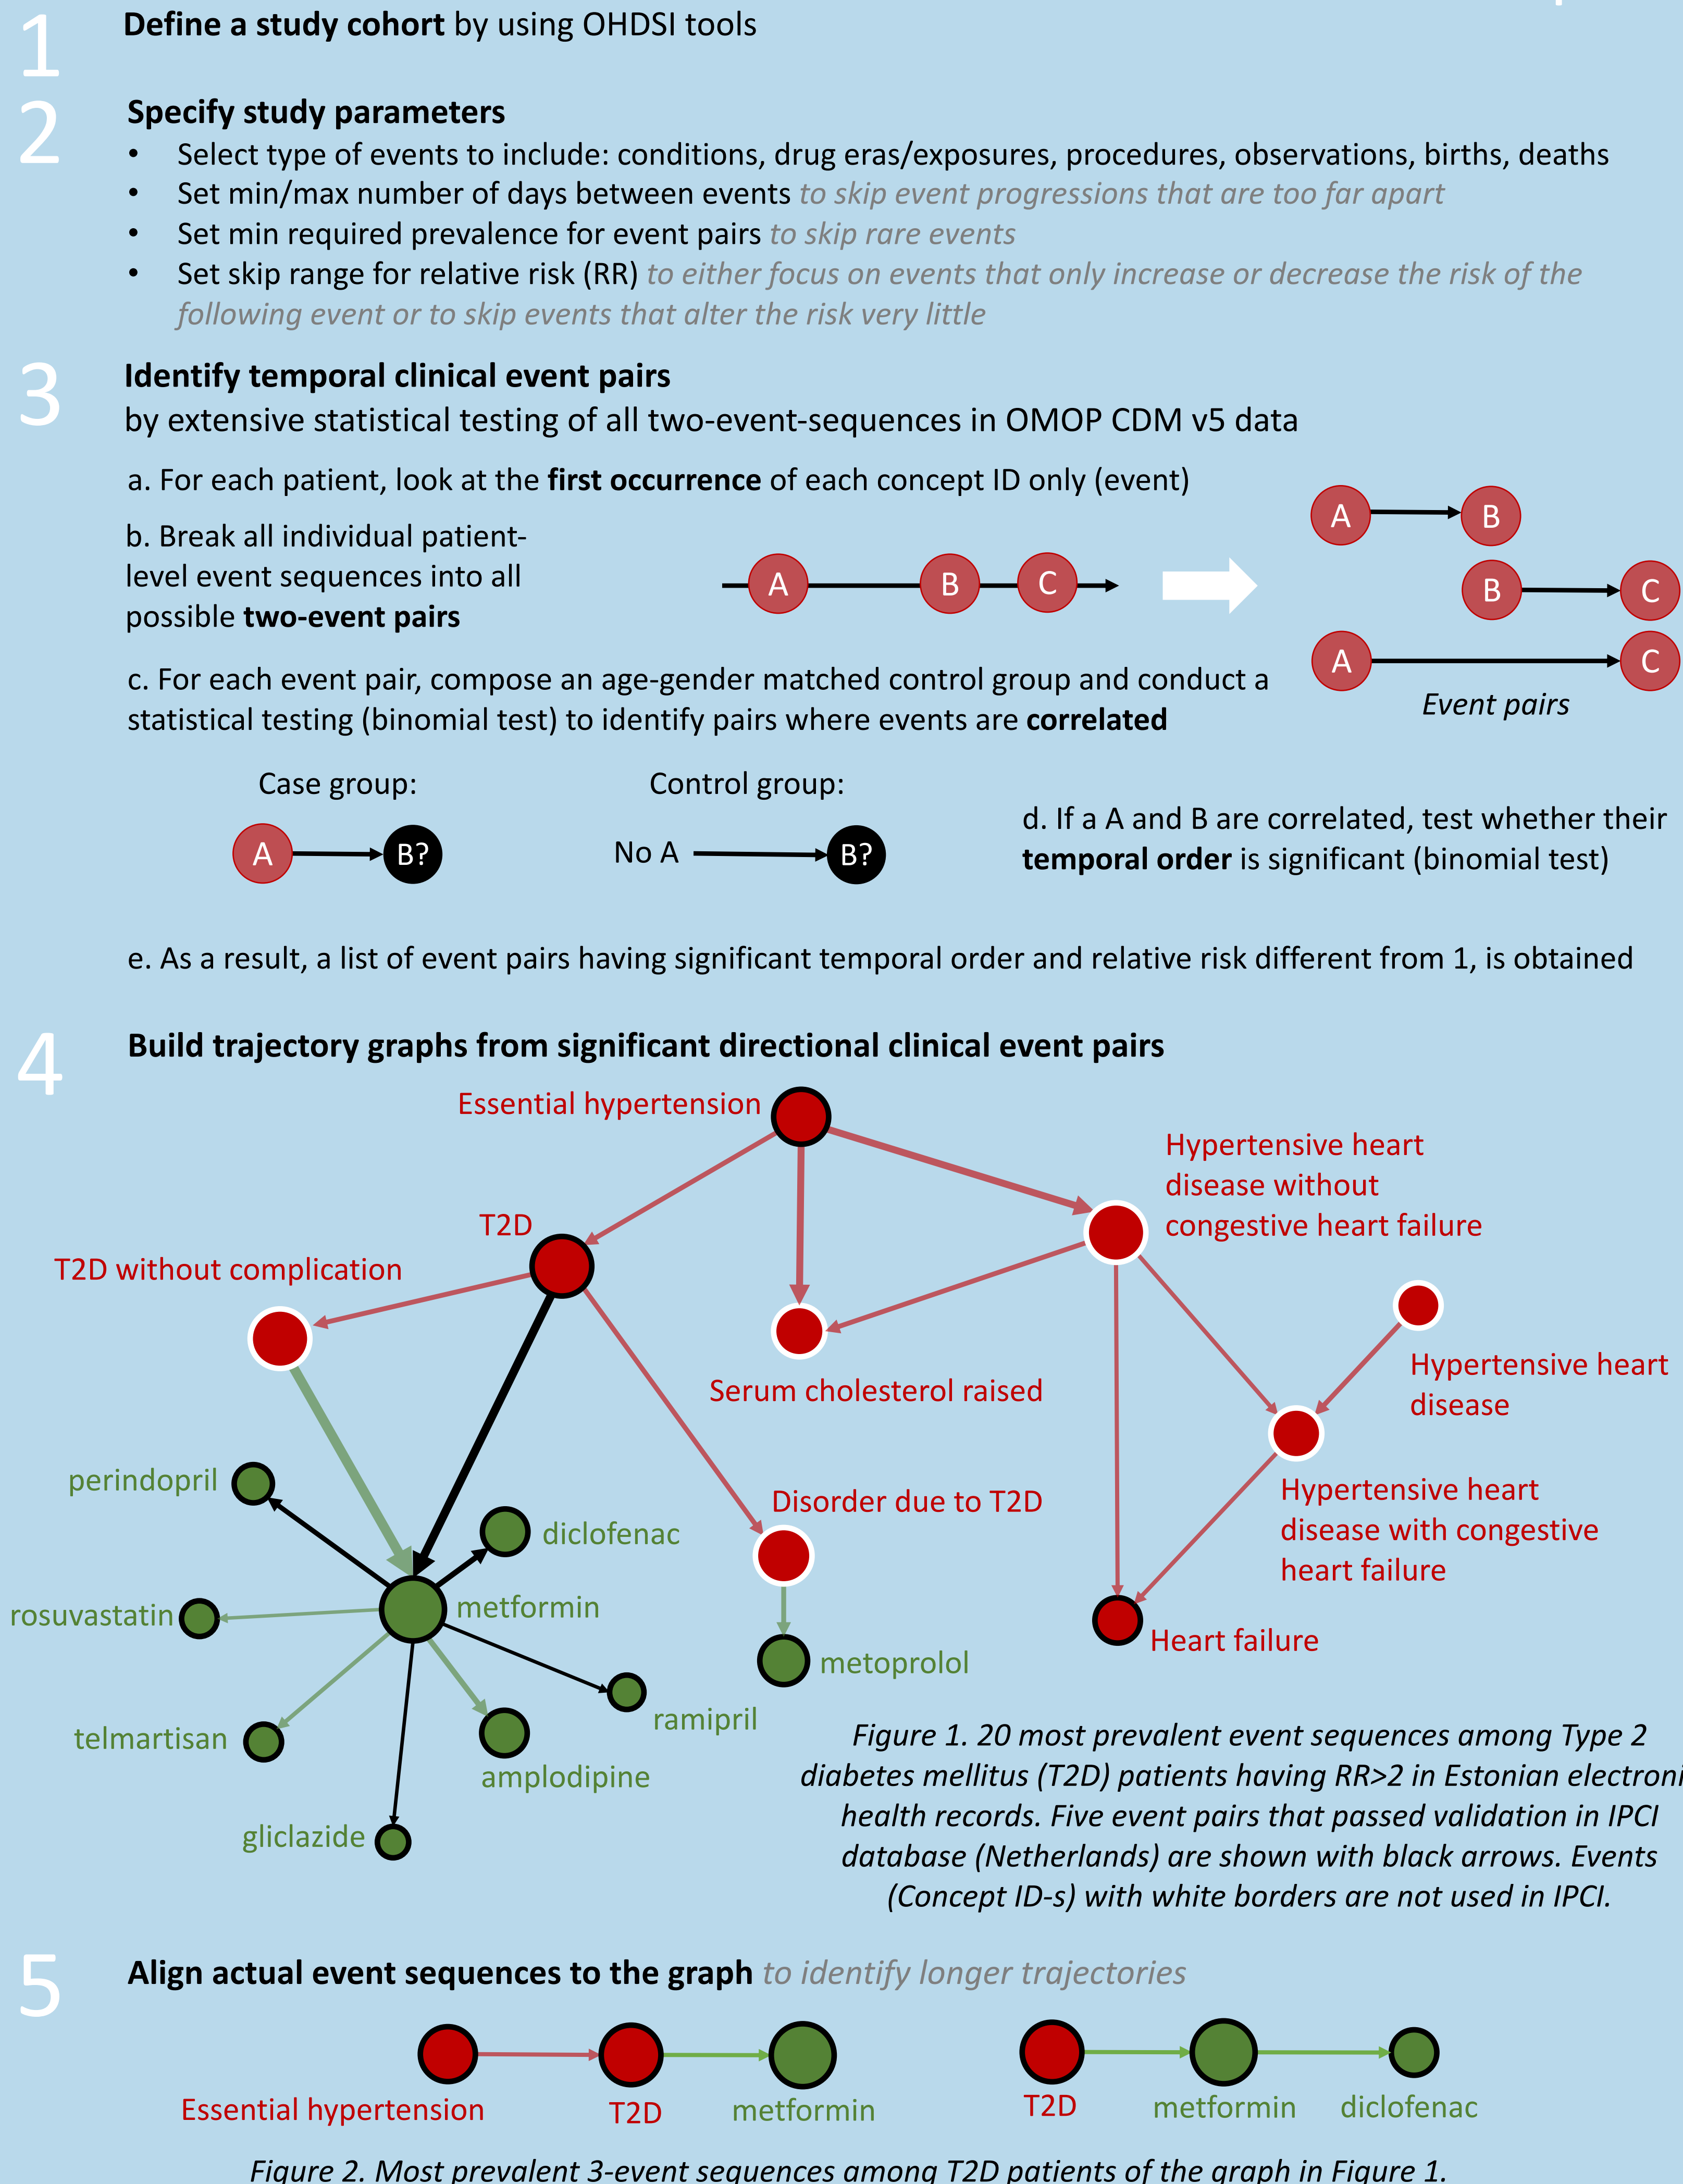 1
Define a study cohort by using OHDSI tools
2
Specify study parameters
• Select type of events to include: conditions, drug eras/exposures, procedures, observations, births, deaths
• Set min/max number of days between events to skip event progressions that are too far apart
• Set min required prevalence for event pairs to skip rare events
• Set skip range for relative risk (RR) to either focus on events that only increase or decrease the risk of the
following event or to skip events that alter the risk very little
3
Identify temporal clinical event pairs
by extensive statistical testing of all two-event-sequences in OMOP CDM v5 data
a. For each patient, look at the first occurrence of each concept ID only (event)
b. Break all individual patient-
level event sequences into all
possible two-event pairs
A B C
A B
B C
A C
Event pairs
c. For each event pair, compose an age-gender matched control group and conduct a
statistical testing (binomial test) to identify pairs where events are correlated
Case group:
A B?
Control group:
No A B?
d. If a A and B are correlated, test whether their
temporal order is significant (binomial test)
e. As a result, a list of event pairs having significant temporal order and relative risk different from 1, is obtained
4
Build trajectory graphs from significant directional clinical event pairs
Essential hypertension
Hypertensive heart
disease without
congestive heart failure
T2D
T2D without complication
Hypertensive heart
disease
Serum cholesterol raised
perindopril
Disorder due to T2D
Hypertensive heart
disease with congestive
heart failure
diclofenac
rosuvastatin
metformin
Heart failure
metoprolol
telmartisan
ramipril
amplodipine
gliclazide
Figure 1. 20 most prevalent event sequences among Type 2
diabetes mellitus (T2D) patients having RR>2 in Estonian electroni
health records. Five event pairs that passed validation in IPCI
database (Netherlands) are shown with black arrows. Events
(Concept ID-s) with white borders are not used in IPCI.
5
Align actual event sequences to the graph to identify longer trajectories
Essential hypertension
T2D
metformin
T2D
metformin
diclofenac
Figure 2. Most prevalent 3-event sequences among T2D patients of the graph in Figure 1.